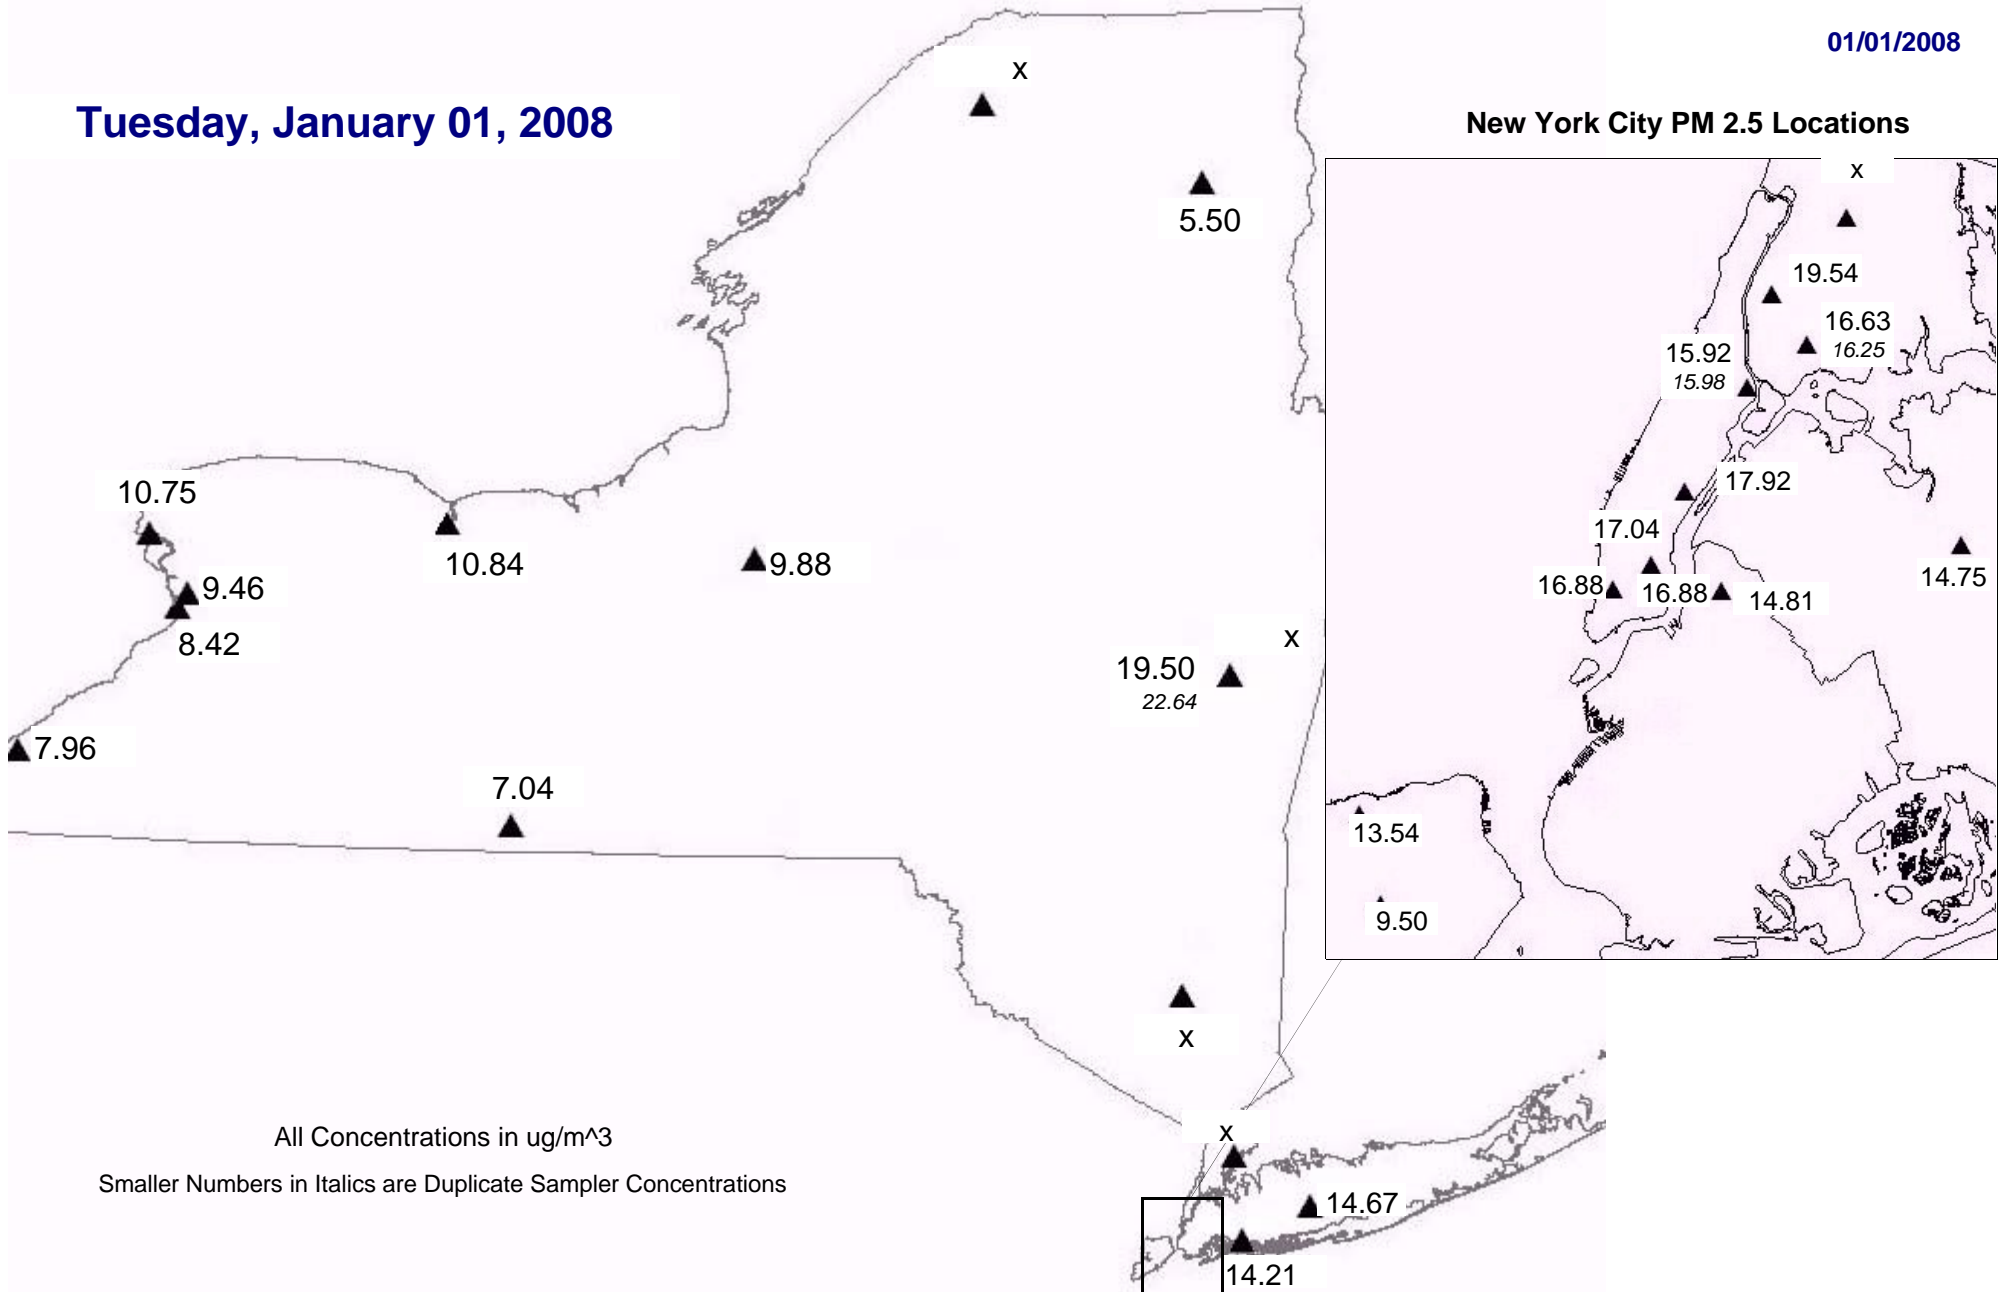 01/01/2008
Tuesday, January 01, 2008
New York City PM 2.5 Locations
x
5.50
10.75
10.84
9.88
9.46
8.42
x
19.50
22.64
7.96
7.04
x
x
14.67
14.21
All Concentrations in ug/m^3
Smaller Numbers in Italics are Duplicate Sampler Concentrations
x
19.54
16.63
16.25
15.92
15.98
17.92
17.04
16.88
16.88
14.81
14.75
13.54
9.50